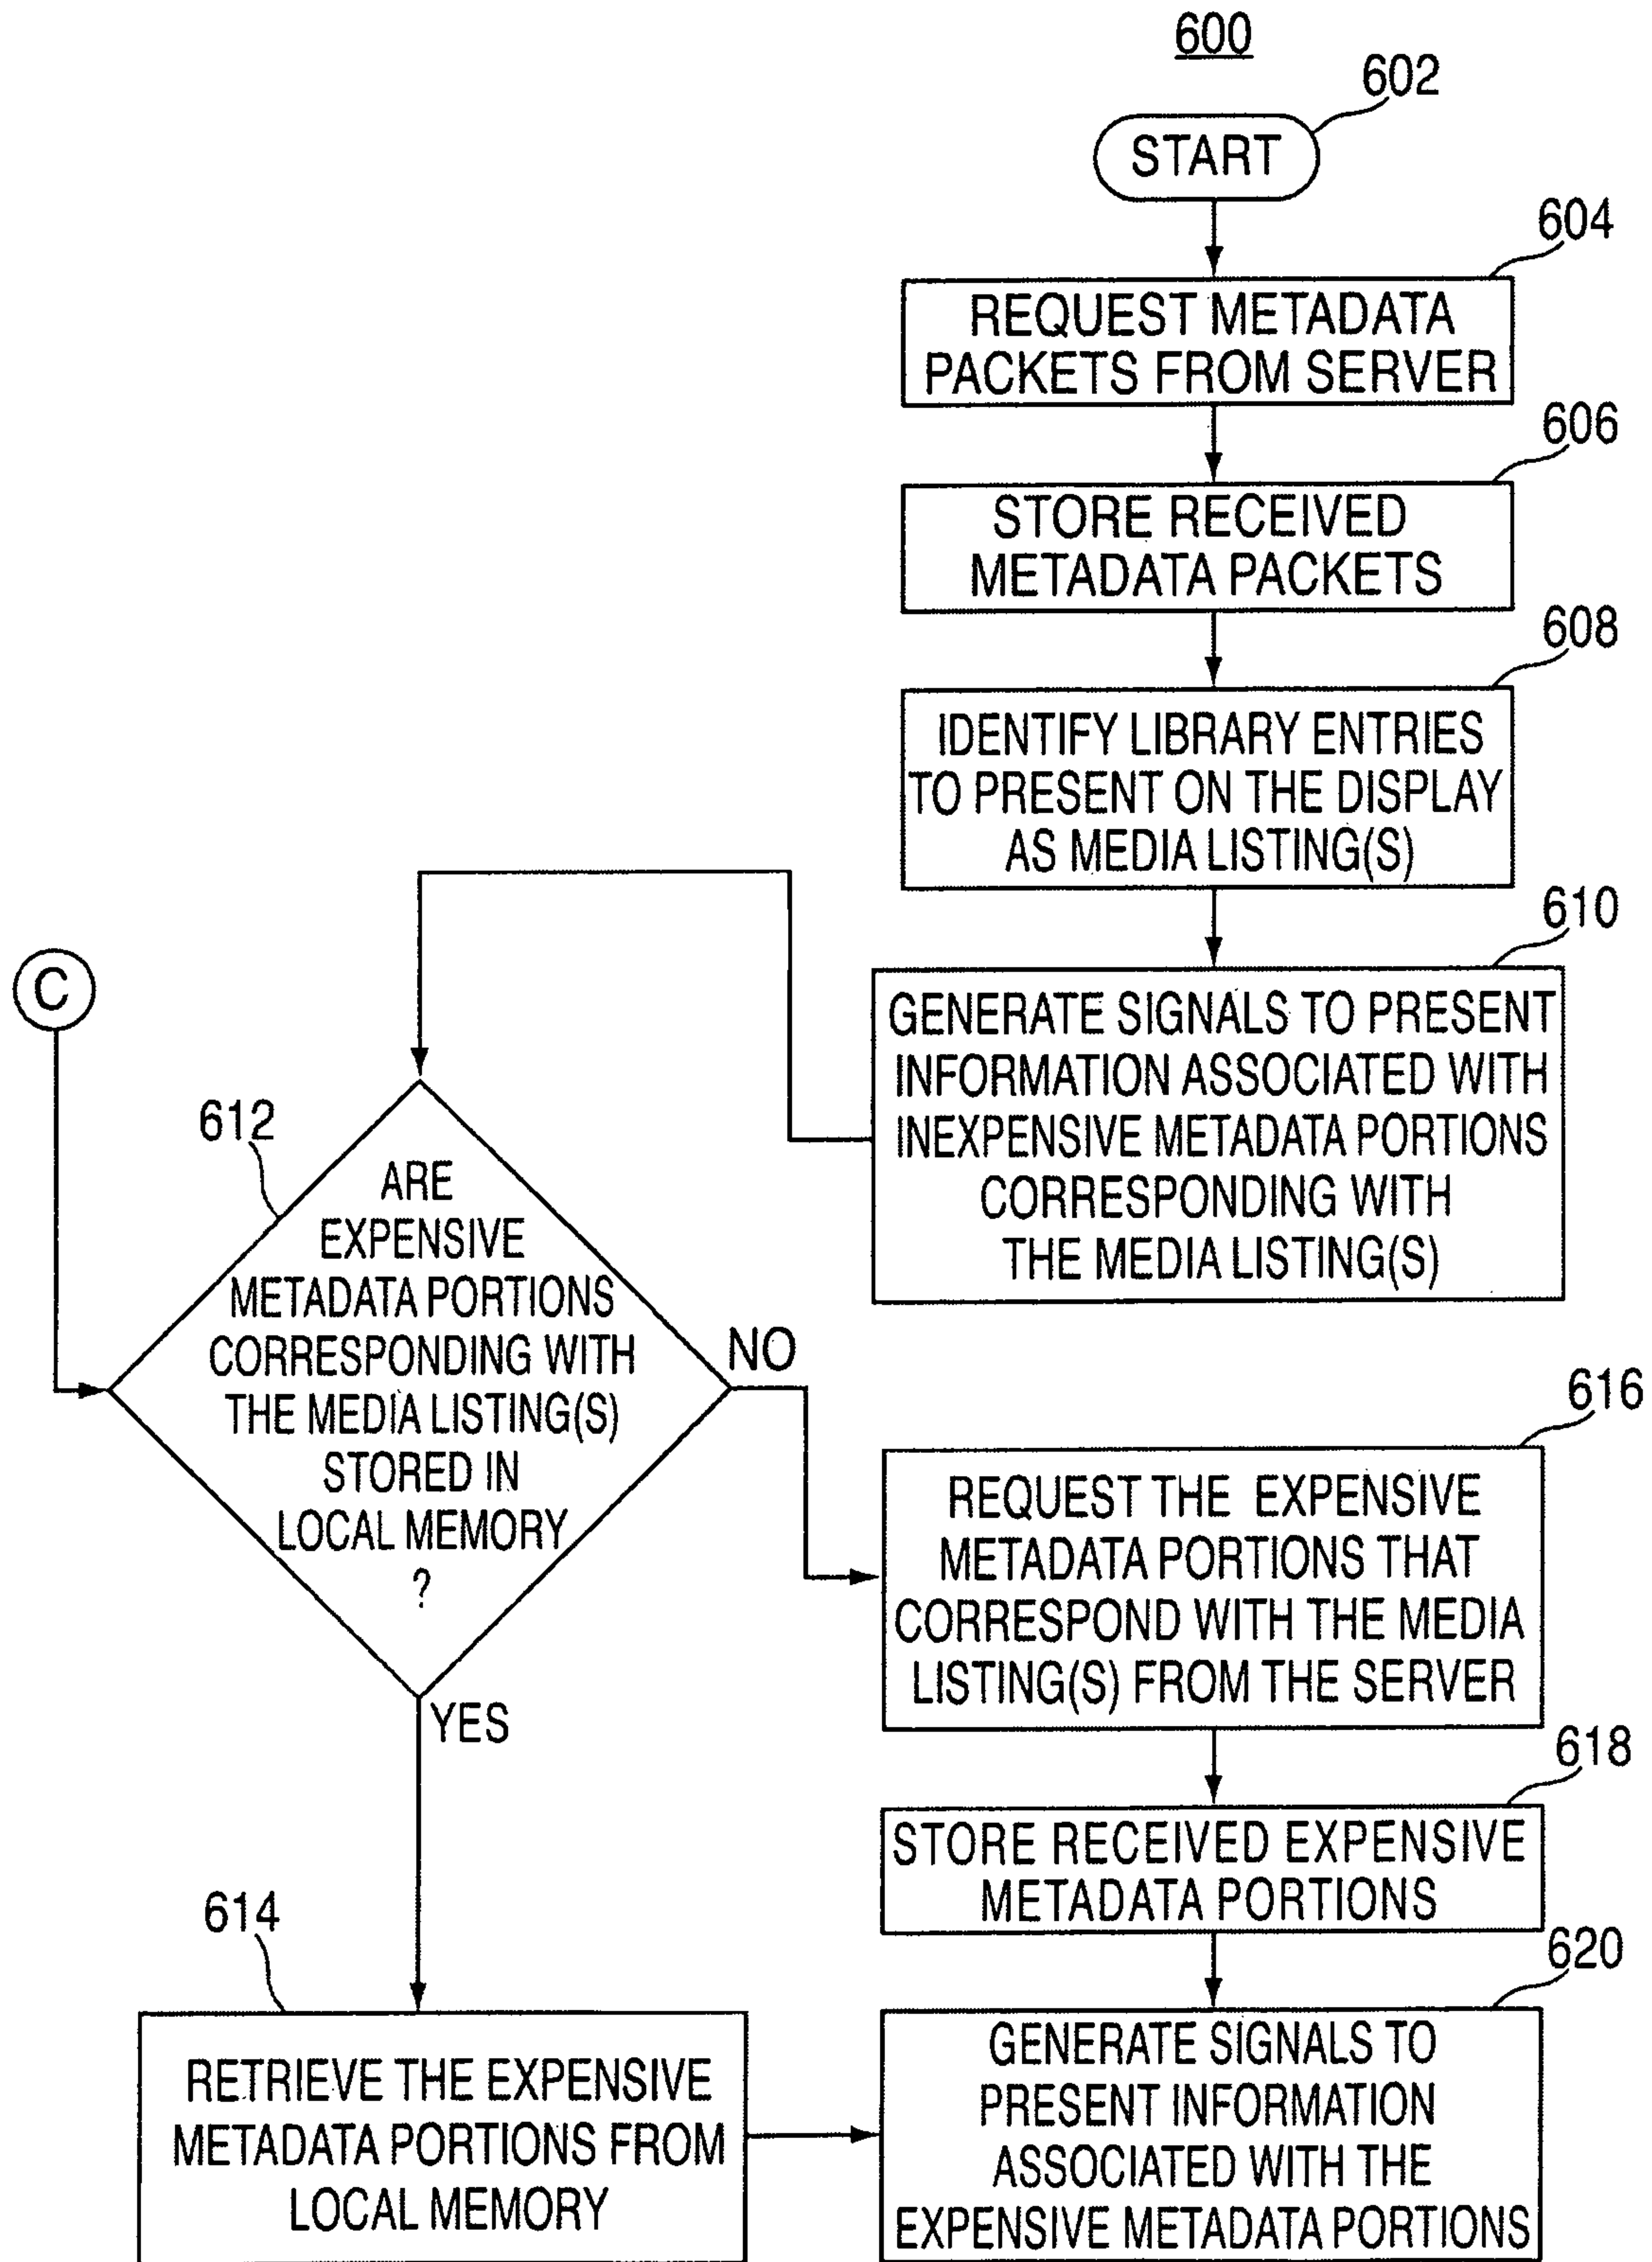 600
602
START
604
REQUEST METADATA
PACKETS FROM SERVER
606
STORE RECEIVED
METADATA PACKETS
608
IDENTIFY LIBRARY ENTRIES
TO PRESENT ON THE DISPLAY
AS MEDIA LISTING(S)
610
GENERATE SIGNALS TO PRESENT
INFORMATION ASSOCIATED WITH
INEXPENSIVE METADATA PORTIONS
CORRESPONDING WITH
THE MEDIA LISTING(S)
C
612
ARE
EXPENSIVE
METADATA PORTIONS
CORRESPONDING WITH
THE MEDIA LISTING(S)
STORED IN
LOCAL MEMORY
?
NO
YES
616
REQUEST THE EXPENSIVE
METADATA PORTIONS THAT
CORRESPOND WITH THE MEDIA
LISTING(S) FROM THE SERVER
618
STORE RECEIVED EXPENSIVE
METADATA PORTIONS
614
RETRIEVE THE EXPENSIVE
METADATA PORTIONS FROM
LOCAL MEMORY
620
GENERATE SIGNALS TO
PRESENT INFORMATION
ASSOCIATED WITH THE
EXPENSIVE METADATA PORTIONS